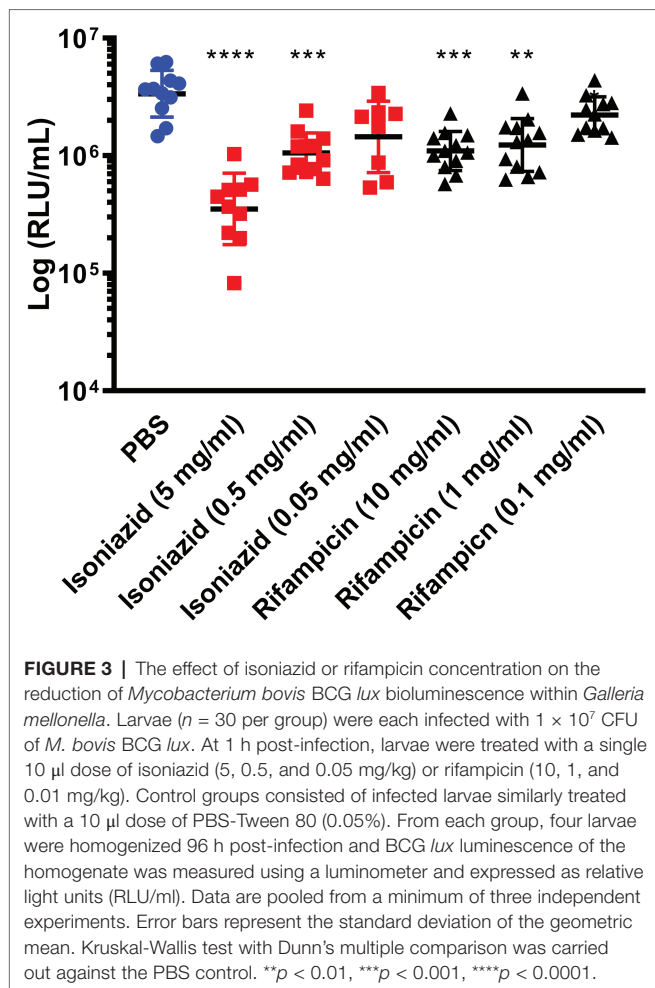 10⁷
10⁶
10⁵
10⁴
Log (RLU/mL)
**** *** *** **
*
PBS
Isoniazid (5 mg/ml)
Isoniazid (0.5 mg/ml)
Isoniazid (0.05 mg/ml)
Rifampicin (10 mg/ml)
Rifampicin (1 mg/ml)
Rifampicn (0.1 mg/ml)
FIGURE 3 | The effect of isoniazid or rifampicin concentration on the
reduction of Mycobacterium bovis BCG lux bioluminescence within Galleria
mellonella. Larvae (n = 30 per group) were each infected with 1 × 10⁷ CFU
of M. bovis BCG lux. At 1 h post-infection, larvae were treated with a single
10 μl dose of isoniazid (5, 0.5, and 0.05 mg/kg) or rifampicin (10, 1, and
0.01 mg/kg). Control groups consisted of infected larvae similarly treated
with a 10 μl dose of PBS-Tween 80 (0.05%). From each group, four larvae
were homogenized 96 h post-infection and BCG lux luminescence of the
homogenate was measured using a luminometer and expressed as relative
light units (RLU/ml). Data are pooled from a minimum of three independent
experiments. Error bars represent the standard deviation of the geometric
mean. Kruskal-Wallis test with Dunn’s multiple comparison was carried
out against the PBS control. **p < 0.01, ***p < 0.001, ****p < 0.0001.